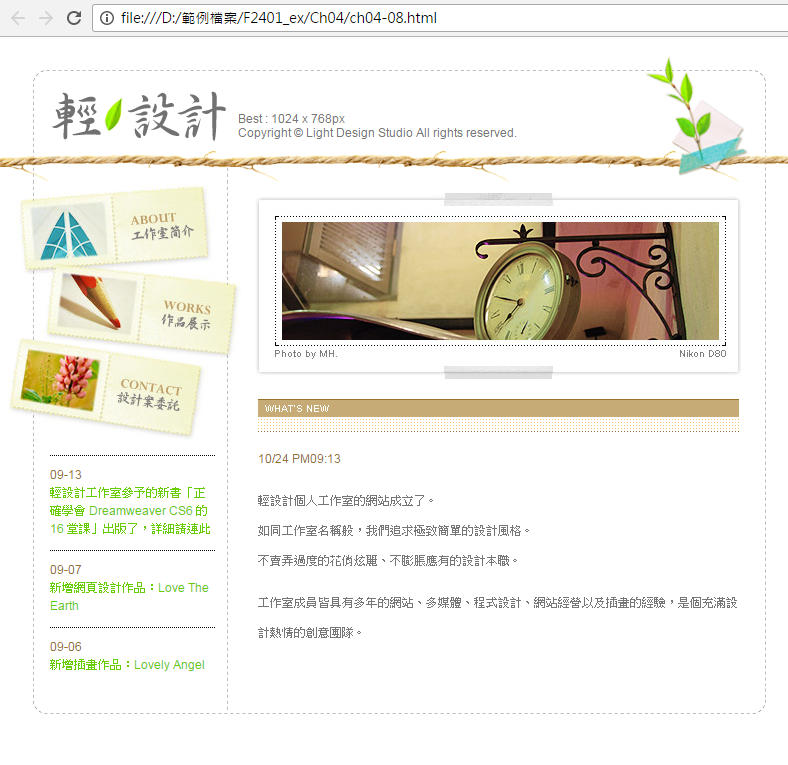 file:///D:/範例檔案/F2401_ex/Ch04/ch04-08.html
輕設計
Best : 1024 x 768px
Copyright © Light Design Studio All rights reserved.
ABOUT
工作室簡介
WORKS
作品展示
CONTACT
設計案委託
09-13
輕設計工作室參予的新書「正
確學會 Dreamweaver CS6 的
16 堂課」出版了，詳細請連此
09-07
新增網頁設計作品：Love The
Earth
09-06
新增插畫作品：Lovely Angel
Photo by MH.
Nikon D80
WHAT'S NEW
10/24 PM09:13
輕設計個人工作室的網站成立了。
如同工作室名稱般，我們追求極致簡單的設計風格。
不賣弄過度的花俏炫麗、不膨脹應有的設計本職。
工作室成員皆具有多年的網站、多媒體、程式設計、網站經營以及插畫的經驗，是個充滿設
計熱情的創意團隊。